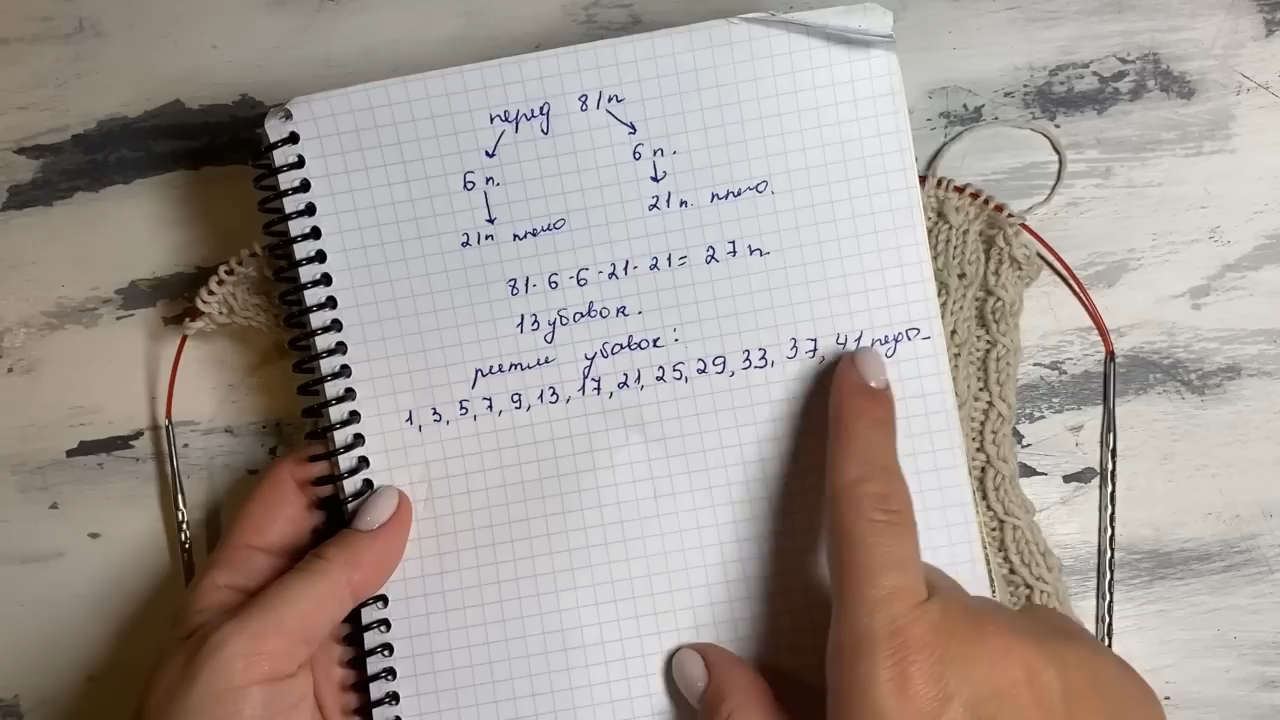 перед 81п
6 п. 6 п.
21п плечо 21п. плечо.
81-6-6-21-21= 27 п
13 убавок.
ритм убавок:
1, 3, 5, 7, 9, 13, 17, 21, 25, 29, 33, 37, 41